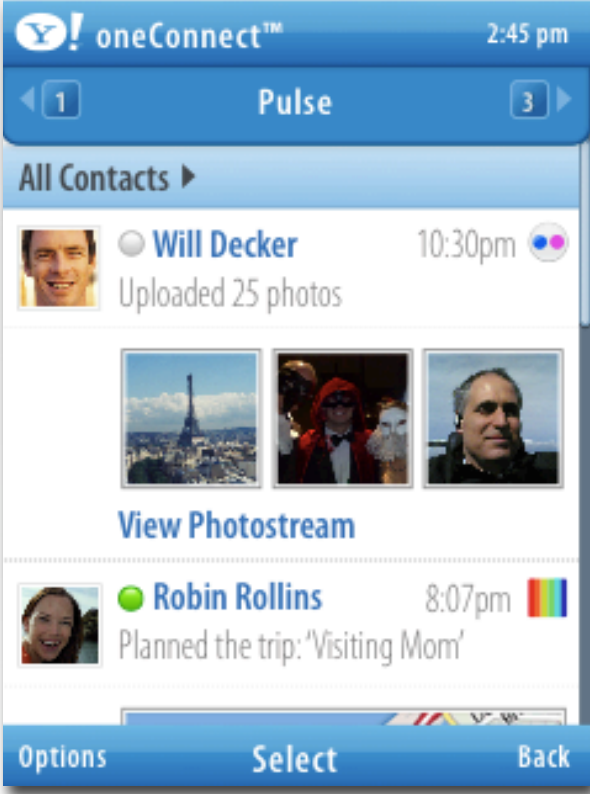 Y! oneConnect™ 2:45 pm
1 Pulse 3
All Contacts
Will Decker 10:30pm
Uploaded 25 photos
View Photostream
Robin Rollins 8:07pm
Planned the trip: 'Visiting Mom'
Options Select Back